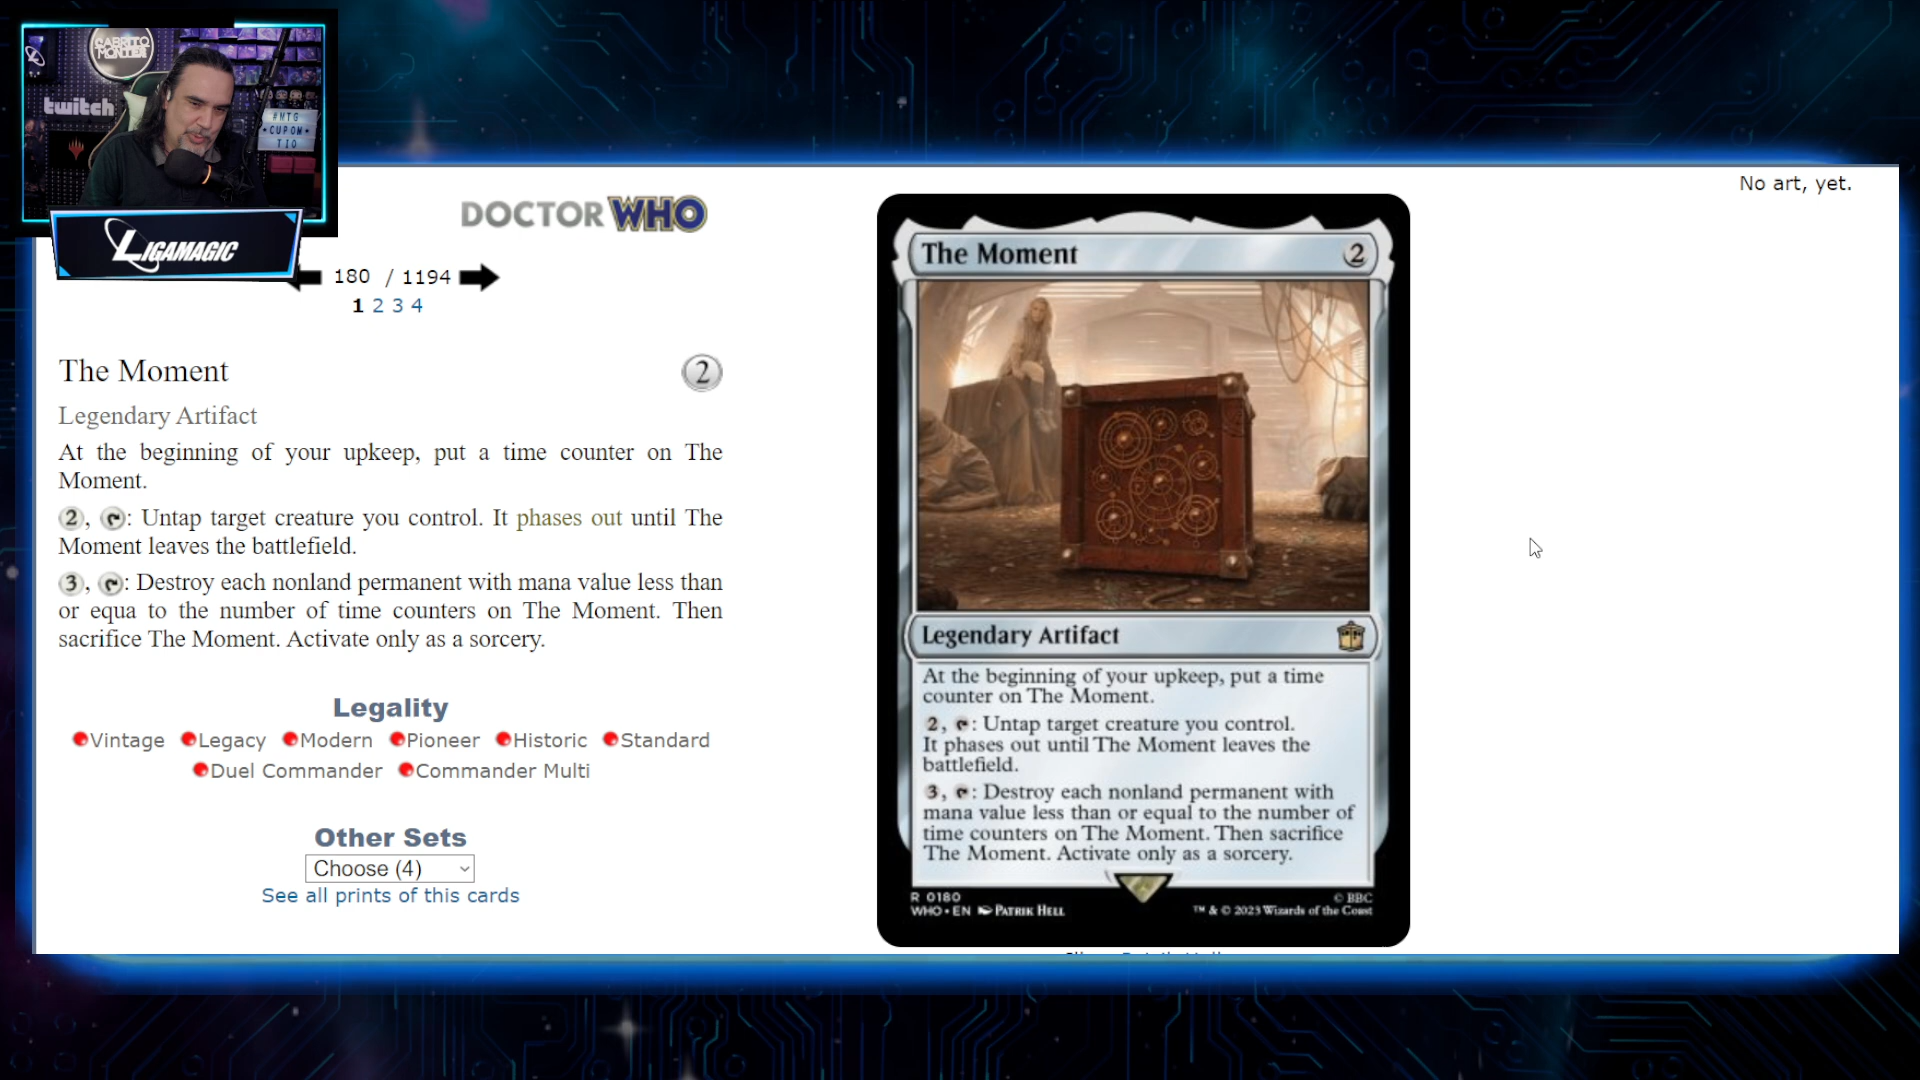 CABRITO
MONTÊS
twitch
#MTG
•CUPOM•
TIO
LIGAMAGIC
DOCTOR WHO
180 / 1194
1 2 3 4
No art, yet.
The Moment 2
Legendary Artifact
At the beginning of your upkeep, put a time counter on The
Moment.
2, : Untap target creature you control. It phases out until The
Moment leaves the battlefield.
3, : Destroy each nonland permanent with mana value less than
or equa to the number of time counters on The Moment. Then
sacrifice The Moment. Activate only as a sorcery.
Legality
Vintage Legacy Modern Pioneer Historic Standard
Duel Commander Commander Multi
Other Sets
Choose (4)
See all prints of this cards
The Moment 2
Legendary Artifact
At the beginning of your upkeep, put a time
counter on The Moment.
2, : Untap target creature you control.
It phases out until The Moment leaves the
battlefield.
3, : Destroy each nonland permanent with
mana value less than or equal to the number of
time counters on The Moment. Then sacrifice
The Moment. Activate only as a sorcery.
R 0180 © BBC
WHO • EN PATRIK HELL ™ & © 2023 Wizards of the Coast